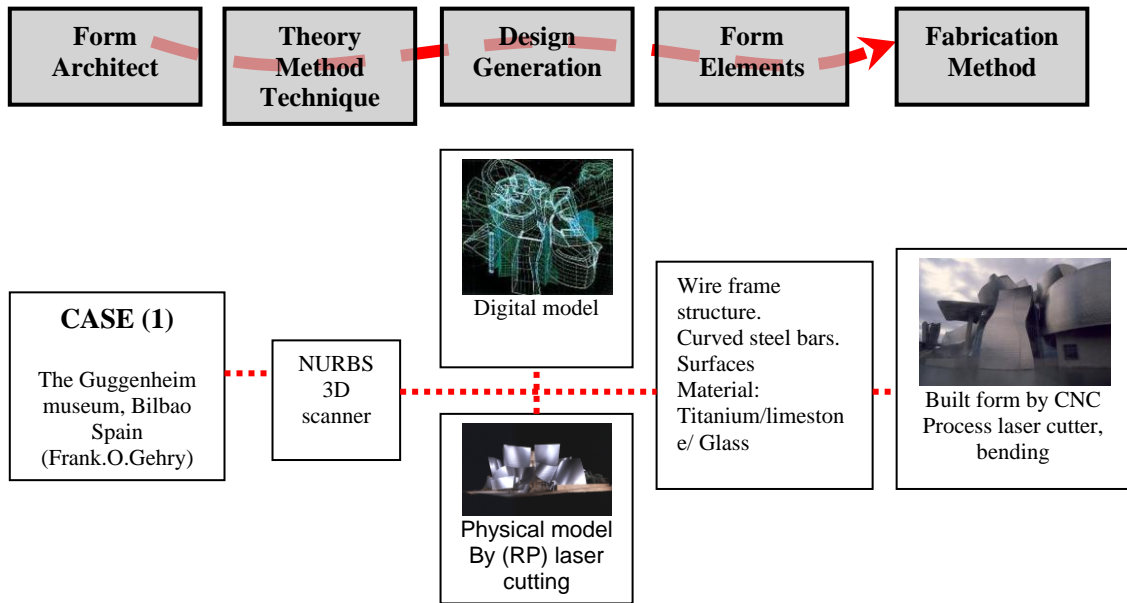 Form
Architect
Theory
Method
Technique
Design
Generation
Form
Elements
Fabrication
Method
CASE (1)
The Guggenheim
museum, Bilbao
Spain
(Frank.O.Gehry)
NURBS
3D
scanner
Digital model
Physical model
By (RP) laser
cutting
Wire frame
structure.
Curved steel bars.
Surfaces
Material:
Titanium/limeston
e/ Glass
Built form by CNC
Process laser cutter,
bending